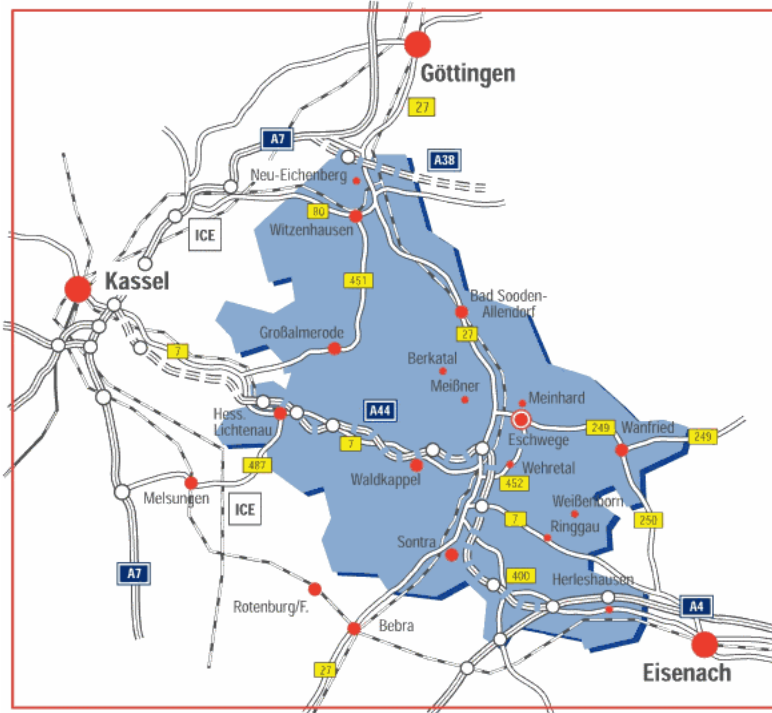 Göttingen
27
A7
A38
Neu-Eichenberg
80
Witzenhausen
ICE
Kassel
451
Bad Sooden-
Allendorf
Großalmerode
27
7
Berkatal
Meißner
Meinhard
A44
Hess.
Lichtenau
Eschwege
249
Wanfried
249
7
487
Waldkappel
Wehretal
452
Melsungen
Weißenborn
ICE
7
Ringgau
250
Sontra
A7
400
Herleshausen
Rotenburg/F.
A4
Bebra
27
Eisenach